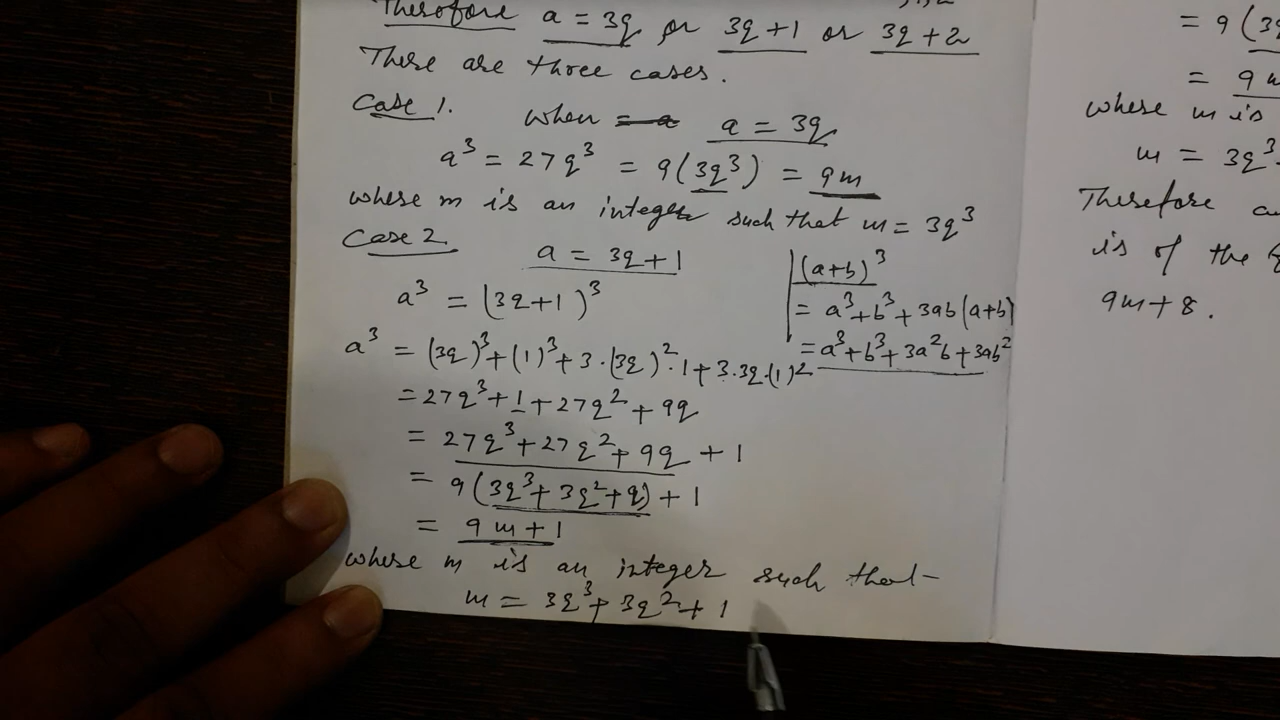 Therefore a = 3q or 3q+1 or 3q+2
There are three cases.
Case 1. when a = 3q
a³ = 27q³ = 9(3q³) = 9m
where m is an integer such that m = 3q³
Case 2. a = 3q+1
a³ = (3q+1)³
a³ = (3q)³+(1)³+3·(3q)²·1+3·3q·(1)²
=27q³+1+27q²+9q
= 27q³+27q²+9q +1
= 9(3q³+3q²+q)+1
= 9m+1
where m is an integer such that
m = 3q³+3q²+1
(a+b)³
= a³+b³+3ab(a+b)
=a³+b³+3a²b+3ab²
= 9(3q
= 9m
where m is
m = 3q³
Therefore
is of the
9m+8.